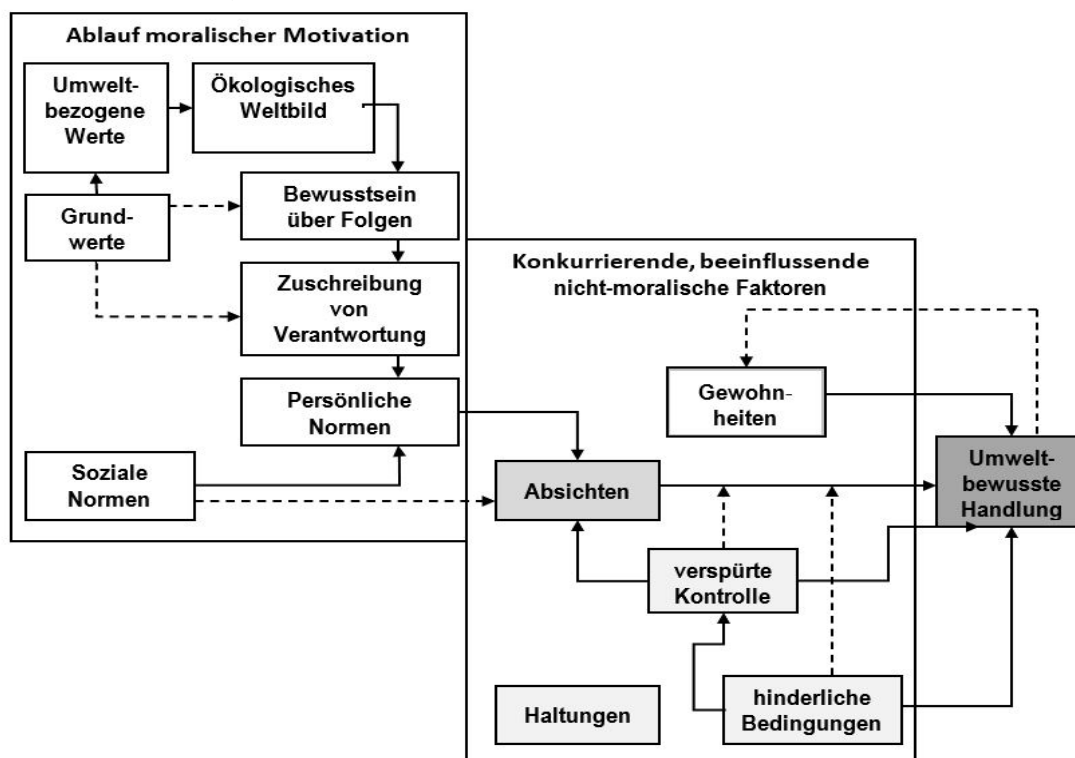 Ablauf moralischer Motivation
Umwelt-
bezogene
Werte
Ökologisches
Weltbild
Grund-
werte
Bewusstsein
über Folgen
Zuschreibung
von
Verantwortung
Persönliche
Normen
Soziale
Normen
Konkurrierende, beeinflussende
nicht-moralische Faktoren
Gewohn-
heiten
Absichten
Umwelt-
bewusste
Handlung
verspürte
Kontrolle
Haltungen
hinderliche
Bedingungen